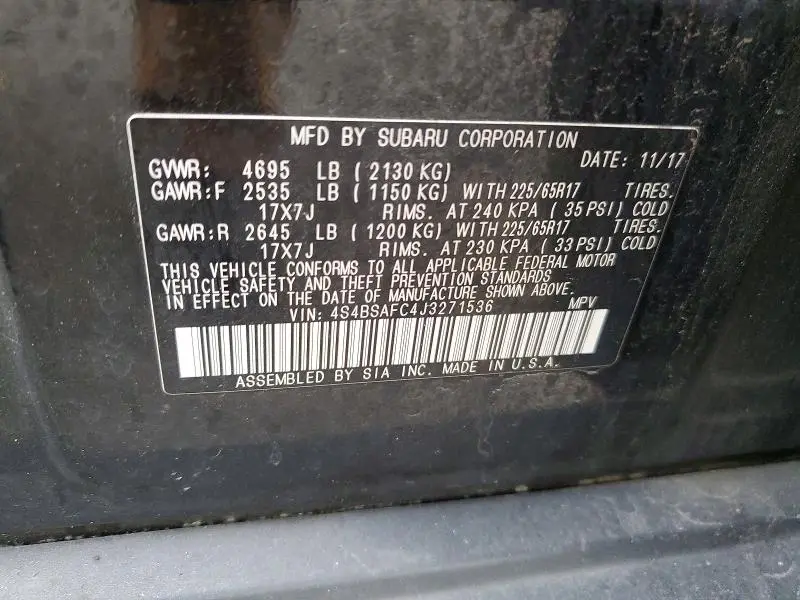 MFD BY SUBARU CORPORATION
DATE: 11/17
GVWR: 4695 LB ( 2130 KG)
GAWR:F 2535 LB ( 1150 KG) WITH 225/65R17 TIRES.
17X7J RIMS. AT 240 KPA ( 35 PSI) COLD
GAWR:R 2645 LB ( 1200 KG) WITH 225/65R17 TIRES.
17X7J RIMS. AT 230 KPA ( 33 PSI) COLD
THIS VEHICLE CONFORMS TO ALL APPLICABLE FEDERAL MOTOR
VEHICLE SAFETY AND THEFT PREVENTION STANDARDS
IN EFFECT ON THE DATE OF MANUFACTURE SHOWN ABOVE.
VIN: 4S4BSAFC4J3271536 MPV
ASSEMBLED BY SIA INC. MADE IN U.S.A.